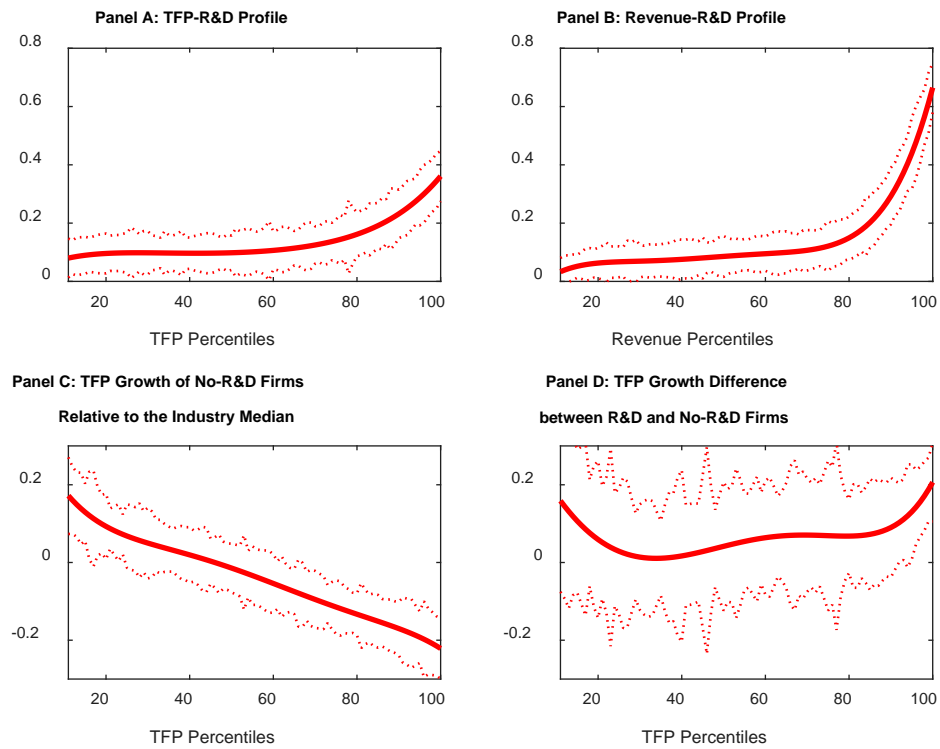 Panel A: TFP-R&D Profile
0.8
0.6
0.4
0.2
0
20 40 60 80 100
TFP Percentiles
Panel B: Revenue-R&D Profile
0.8
0.6
0.4
0.2
0
20 40 60 80 100
Revenue Percentiles
Panel C: TFP Growth of No-R&D Firms
Relative to the Industry Median
0.2
0
-0.2
20 40 60 80 100
TFP Percentiles
Panel D: TFP Growth Difference
between R&D and No-R&D Firms
0.2
0
-0.2
20 40 60 80 100
TFP Percentiles